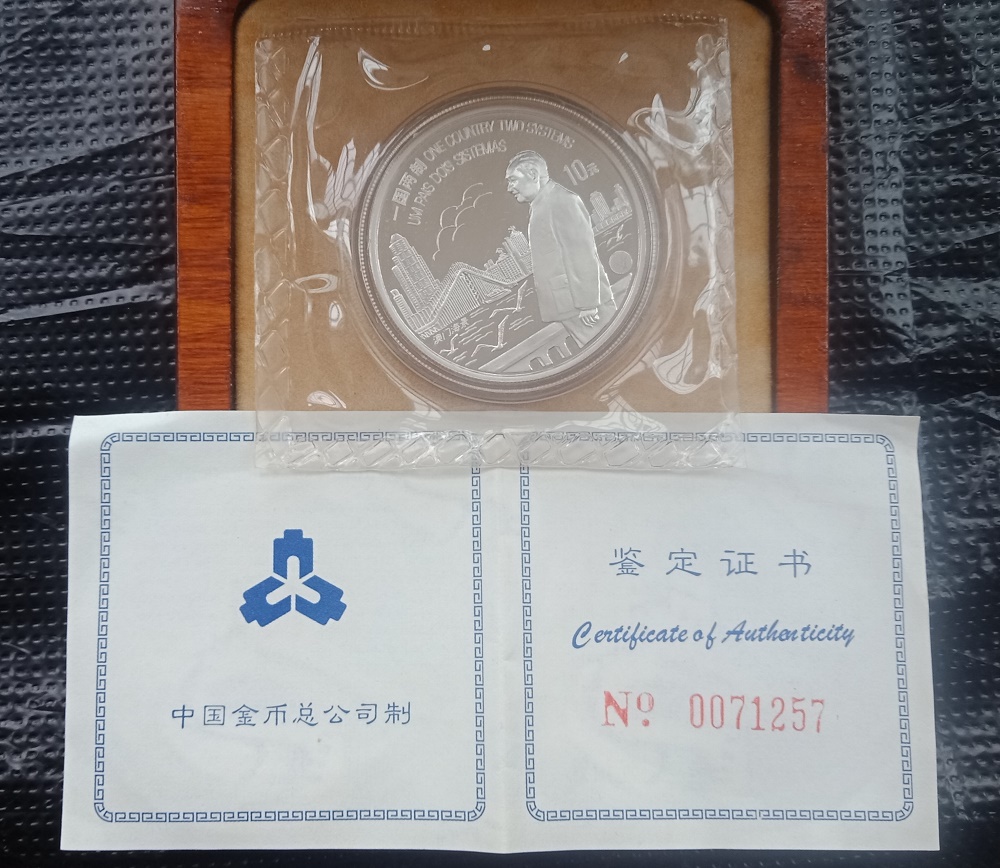 一国两制 ONE COUNTRY TWO SYSTEMS
UM PAÍS DOIS SISTEMAS
10元
中国金币总公司制
鉴定证书
Certificate of Authenticity
Nº 0071257